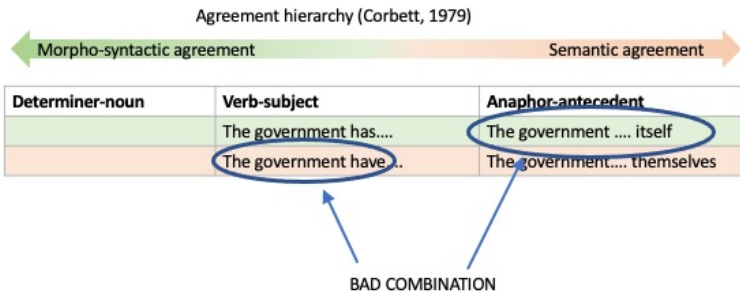 Agreement hierarchy (Corbett, 1979)
Morpho-syntactic agreement Semantic agreement
Determiner-noun Verb-subject Anaphor-antecedent
The government has.... The government .... itself
The government have.... The government.... themselves
BAD COMBINATION